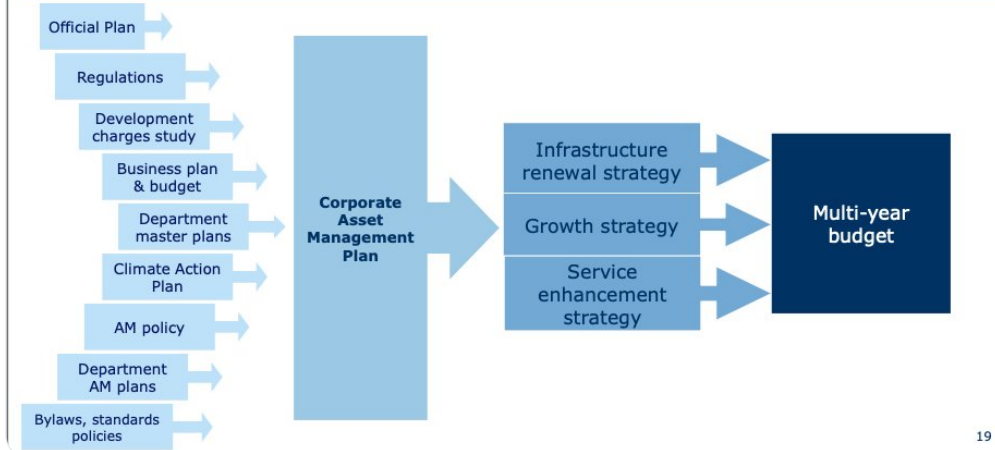 Official Plan
Regulations
Development
charges study
Business plan
& budget
Department
master plans
Climate Action
Plan
AM policy
Department
AM plans
Bylaws, standards
policies
Corporate
Asset
Management
Plan
Infrastructure
renewal strategy
Growth strategy
Service
enhancement
strategy
Multi-year
budget
19